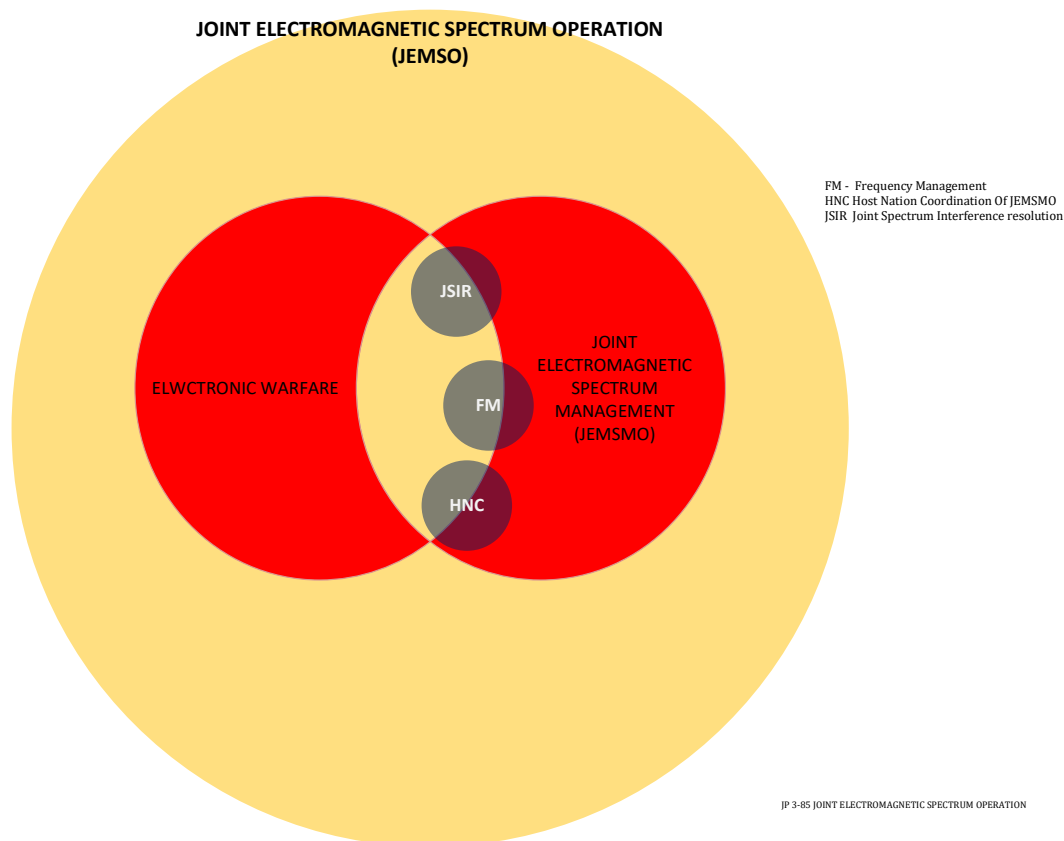 JOINT ELECTROMAGNETIC SPECTRUM OPERATION
(JEMSO)
FM - Frequency Management
HNC Host Nation Coordination Of JEMSMO
JSIR Joint Spectrum Interference resolution
JSIR
ELWCTRONIC WARFARE
JOINT
ELECTROMAGNETIC
SPECTRUM
MANAGEMENT
(JEMSMO)
FM
HNC
JP 3-85 JOINT ELECTROMAGNETIC SPECTRUM OPERATION